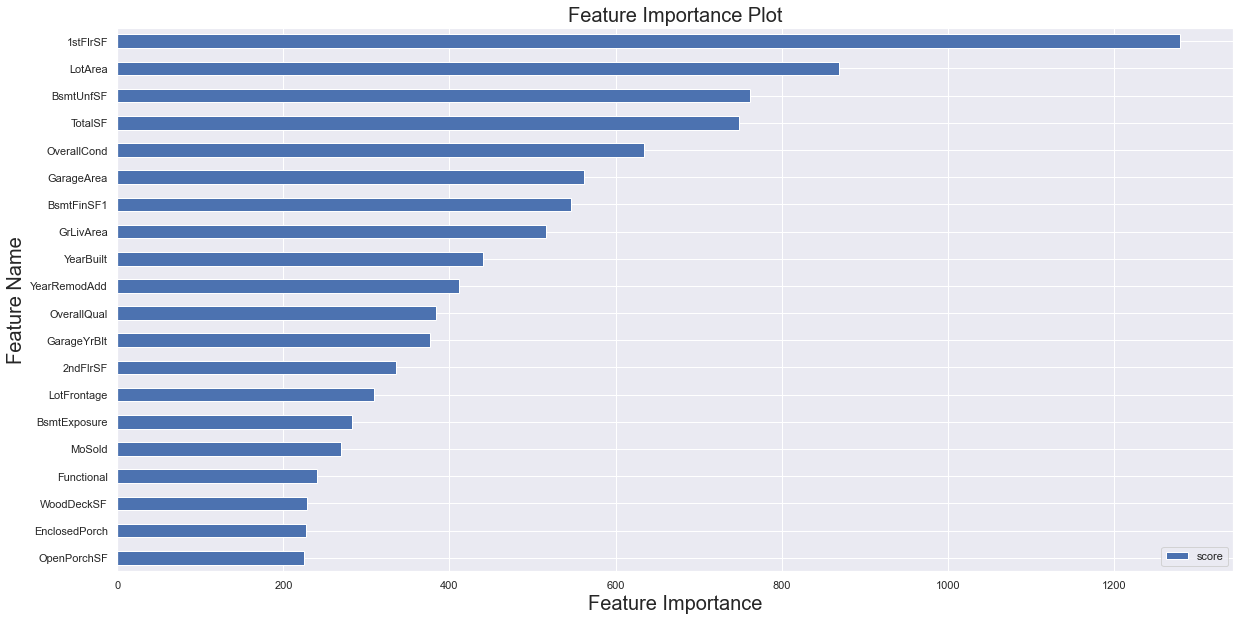 Feature Importance Plot
Feature Name
1stFlrSF
LotArea
BsmtUnfSF
TotalSF
OverallCond
GarageArea
BsmtFinSF1
GrLivArea
YearBuilt
YearRemodAdd
OverallQual
GarageYrBlt
2ndFlrSF
LotFrontage
BsmtExposure
MoSold
Functional
WoodDeckSF
EnclosedPorch
OpenPorchSF
score
0 200 400 600 800 1000 1200
Feature Importance